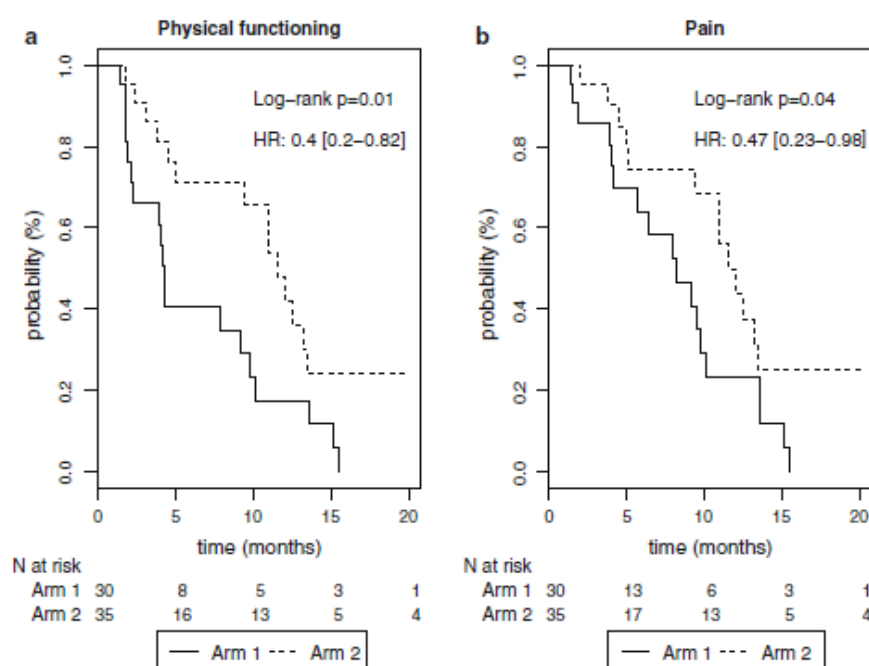 a Physical functioning
1.0
0.8
0.6
0.4
0.2
0.0
probability (%)
Log−rank p=0.01
HR: 0.4 [0.2−0.82]
0 5 10 15 20
time (months)
N at risk
Arm 1 30 8 5 3 1
Arm 2 35 16 13 5 4
Arm 1 Arm 2
b Pain
1.0
0.8
0.6
0.4
0.2
0.0
probability (%)
Log−rank p=0.04
HR: 0.47 [0.23−0.98]
0 5 10 15 20
time (months)
N at risk
Arm 1 30 13 6 3 1
Arm 2 35 17 13 5 4
Arm 1 Arm 2